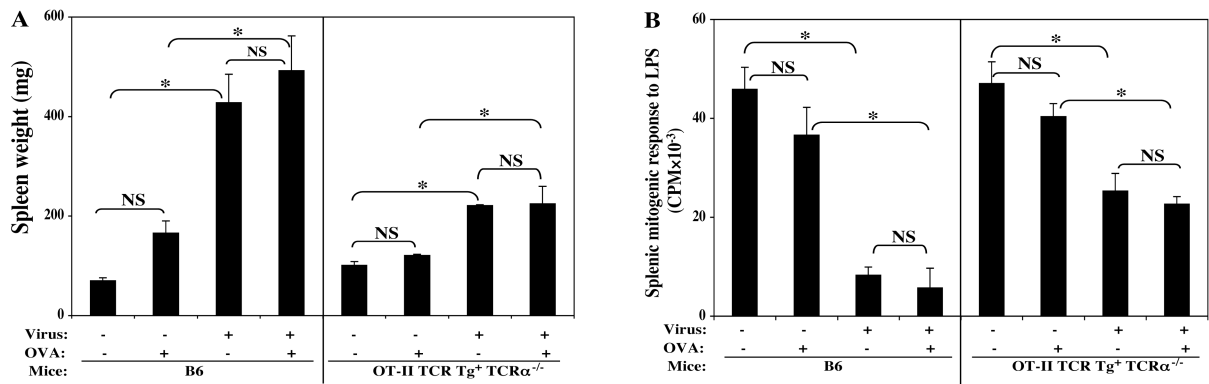 A
Spleen weight (mg)
600
400
200
0
*
*
NS
*
NS
*
NS
*
NS
Virus: - - + + - - + +
OVA: - + - + - + - +
Mice: B6 OT-II TCR Tg⁺ TCRα⁻/⁻
B
Splenic mitogenic response to LPS
(CPM×10⁻³)
60
40
20
0
*
NS
*
NS
*
NS
*
NS
Virus: - - + + - - + +
OVA: - + - + - + - +
Mice: B6 OT-II TCR Tg⁺ TCRα⁻/⁻